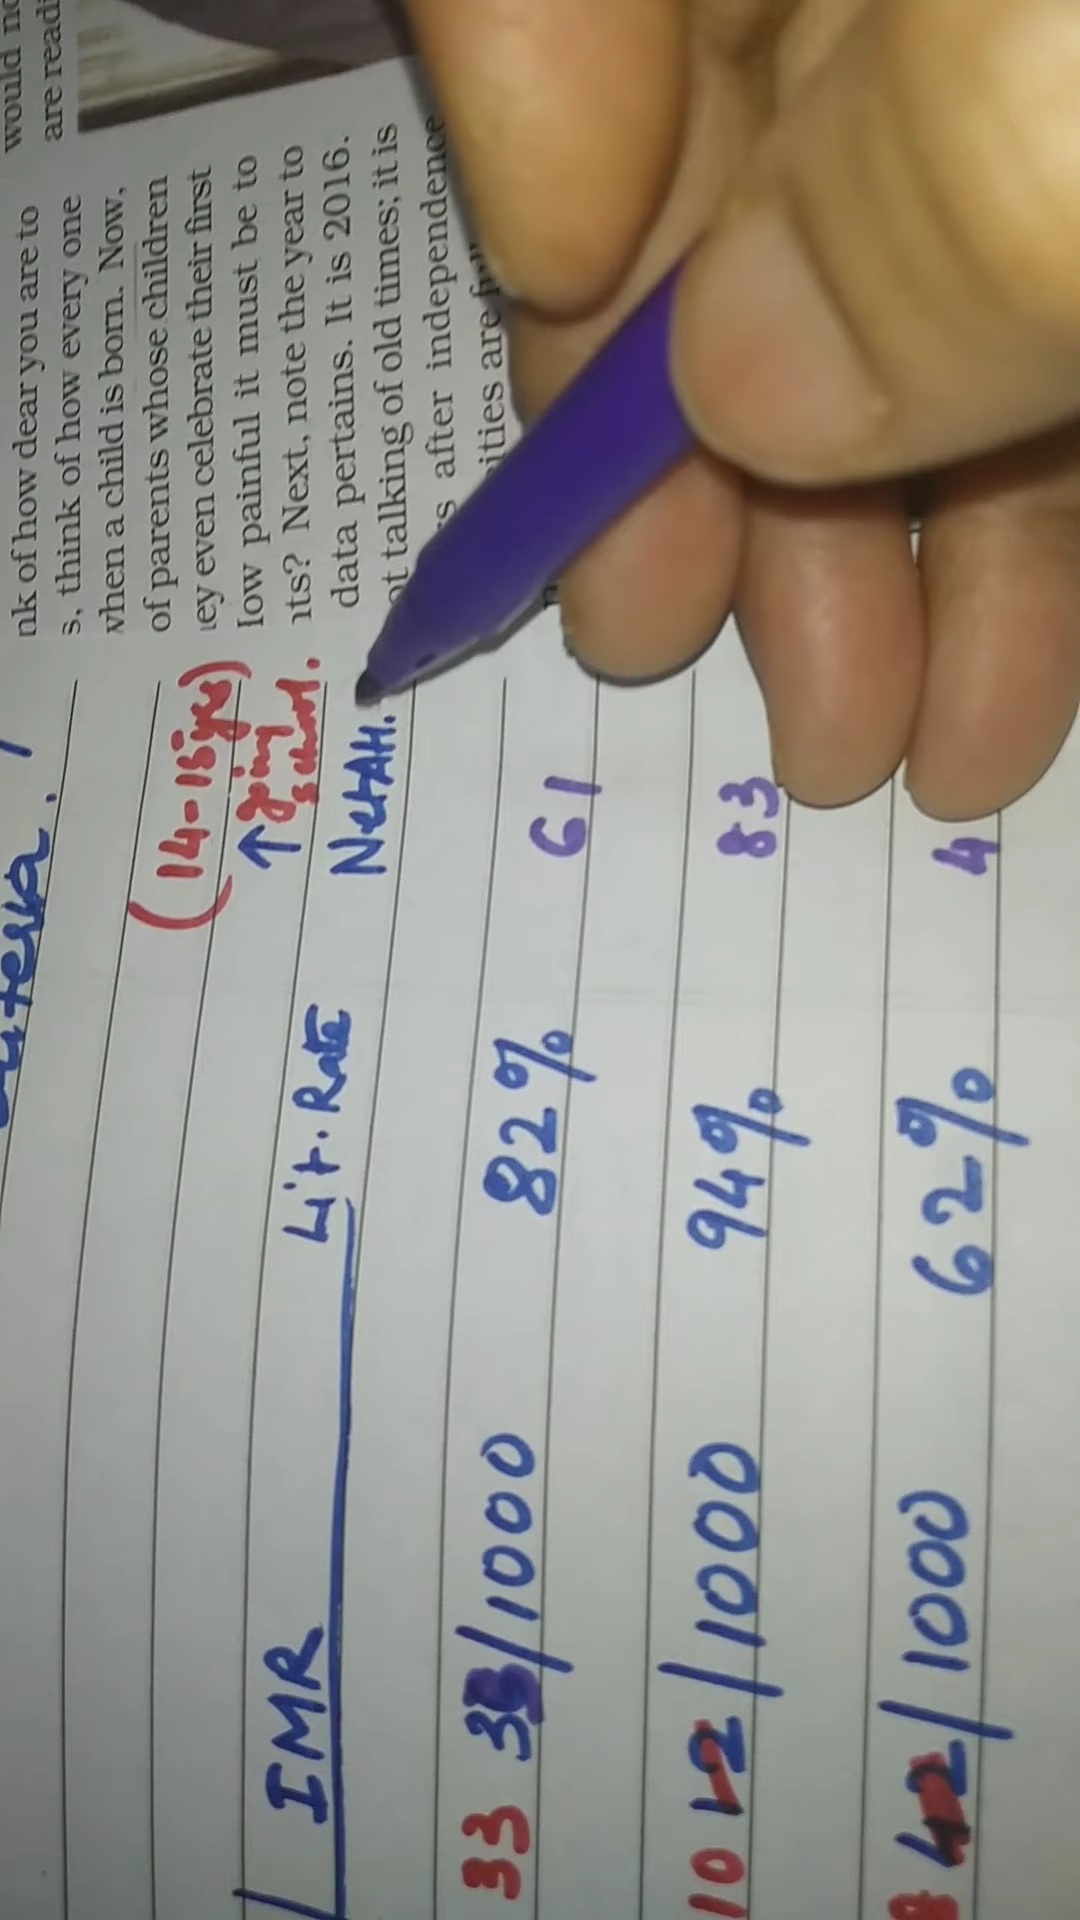 would no
are readi
nk of how dear you are to
s, think of how every one
when a child is born. Now,
of parents whose children
ey even celebrate their first
low painful it must be to
nts? Next, note the year to
data pertains. It is 2016.
ot talking of old times; it is
s after independence
ities are
(14-15 yrs)
↑ going
school.
IMR Lit. Rate Net Att.
33 /1000 82% 61
10 12/1000 94% 83
42/1000 62% 4